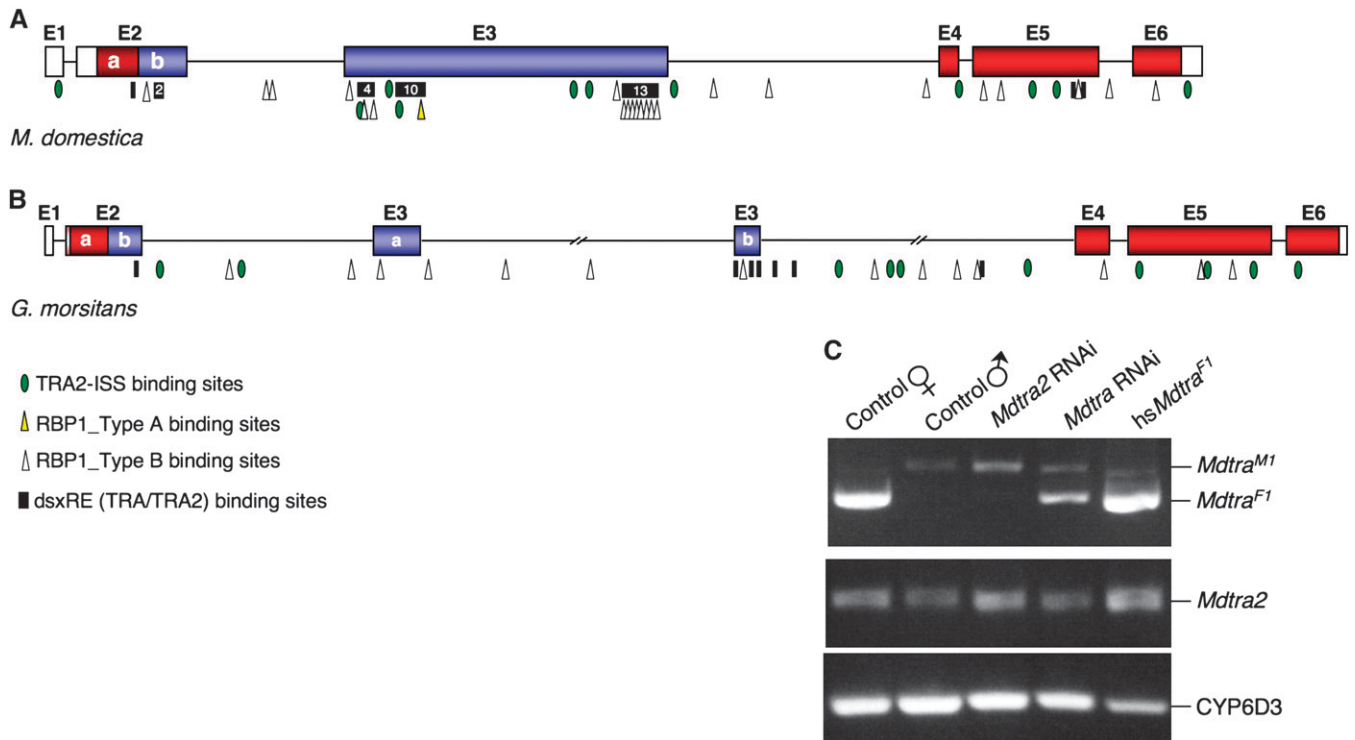 A
E1 E2 E3 E4 E5 E6
a b
2 4 10 13
M. domestica
B
E1 E2 E3 E3 E4 E5 E6
a b a b
G. morsitans
TRA2-ISS binding sites
RBP1_Type A binding sites
RBP1_Type B binding sites
dsxRE (TRA/TRA2) binding sites
C
Control ♀
Control ♂
Mdtra2 RNAi
Mdtra RNAi
hsMdtraF1
MdtraM1
MdtraF1
Mdtra2
CYP6D3